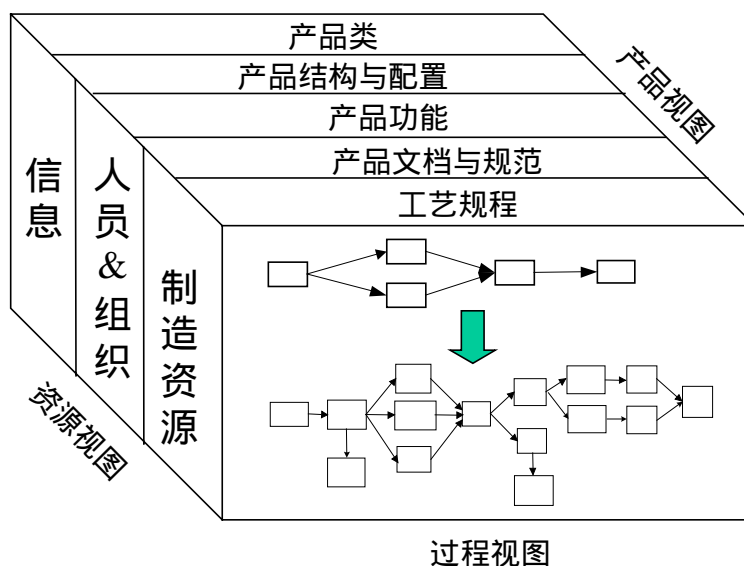 产品类
产品结构与配置
产品功能
产品文档与规范
工艺规程
产品视图
信息
人员&组织
制造资源
资源视图
过程视图